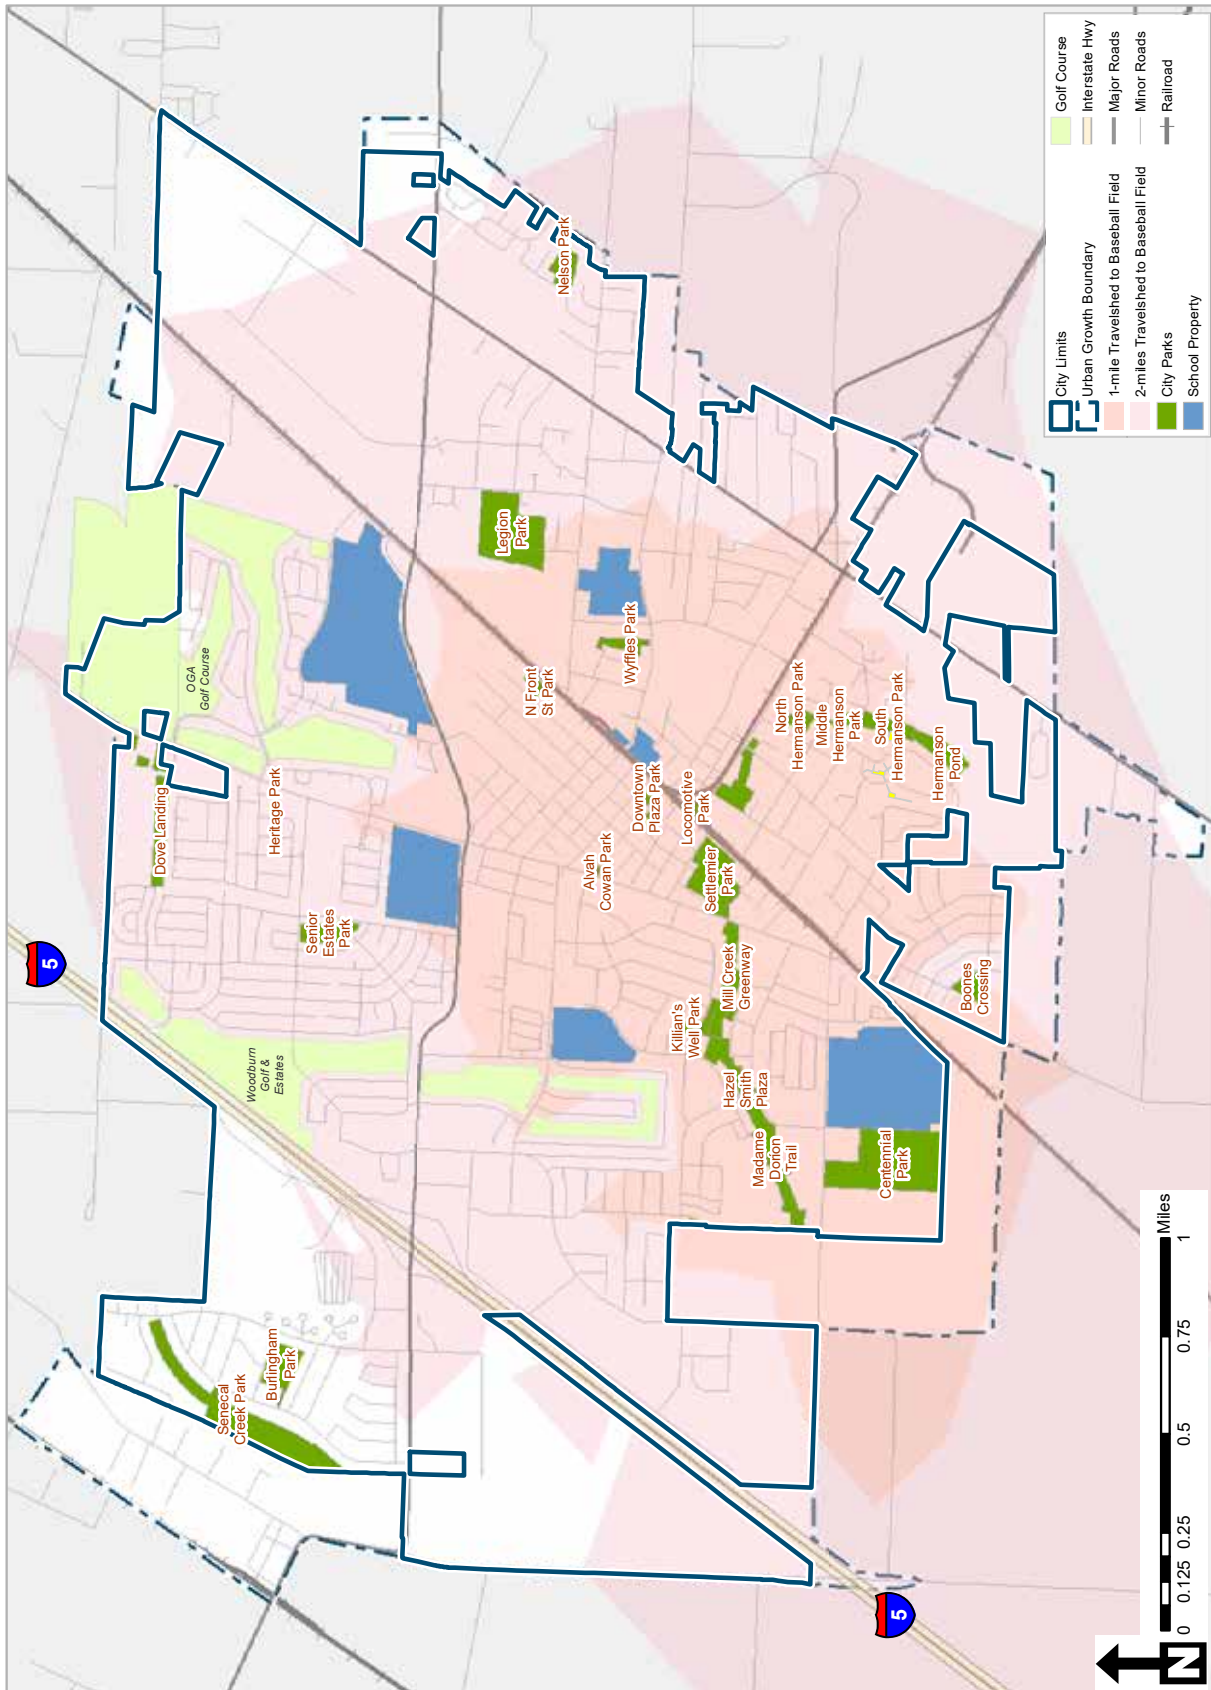 5
Woodburn
Golf &
Estates
OGA
Golf Course
Dove Landing
Heritage Park
Senior
Estates
Park
Senecal
Creek Park
Burlingham
Park
Legion
Park
Nelson Park
N Front
St Park
Wyffles Park
Alvah
Cowan Park
Downtown
Plaza Park
Locomotive
Park
Settlemier
Park
Mill Creek
Greenway
Killian's
Well Park
Hazel
Smith
Plaza
Madame
Dorion
Trail
Centennial
Park
North
Hermanson Park
Middle
Hermanson
Park
South
Hermanson Park
Hermanson
Pond
Boones
Crossing
5
City Limits
Urban Growth Boundary
1-mile Travelshed to Baseball Field
2-miles Travelshed to Baseball Field
City Parks
School Property
Golf Course
Interstate Hwy
Major Roads
Minor Roads
Railroad
N
Miles
0 0.125 0.25 0.5 0.75 1